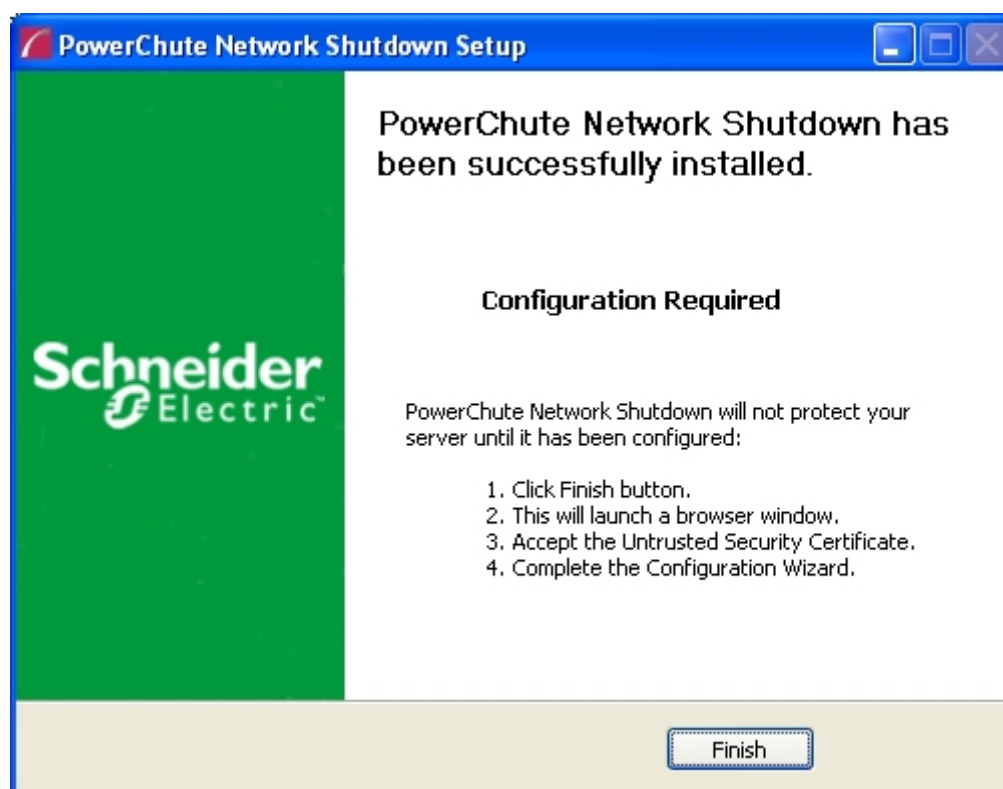 PowerChute Network Shutdown Setup
PowerChute Network Shutdown has
been successfully installed.
Configuration Required
Schneider
Electric™
PowerChute Network Shutdown will not protect your
server until it has been configured:
1. Click Finish button.
2. This will launch a browser window.
3. Accept the Untrusted Security Certificate.
4. Complete the Configuration Wizard.
Finish